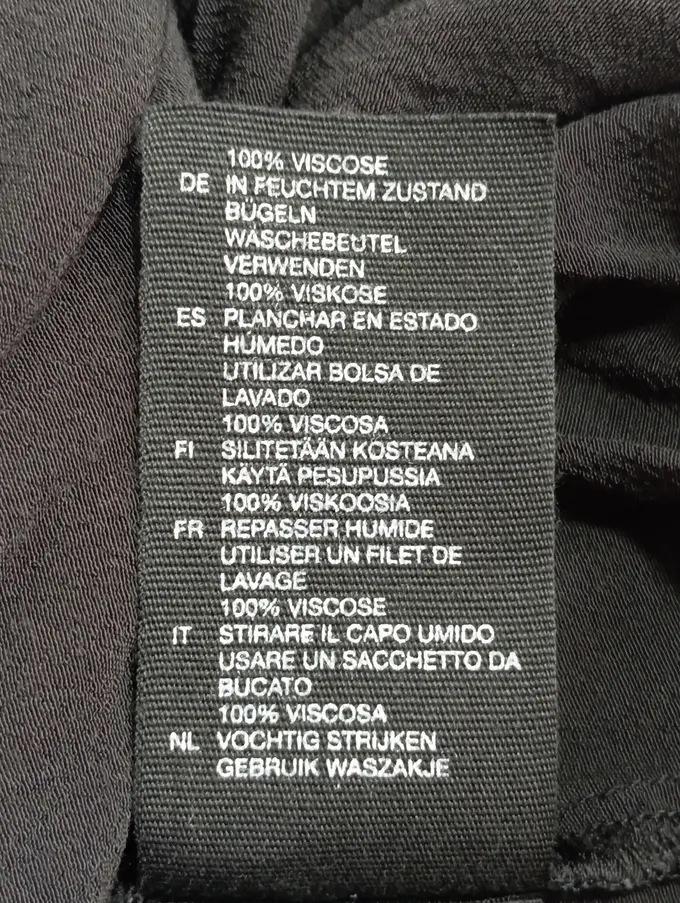 100% VISCOSE
DE IN FEUCHTEM ZUSTAND
BÜGELN
WÄSCHEBEUTEL
VERWENDEN
100% VISKOSE
ES PLANCHAR EN ESTADO
HÚMEDO
UTILIZAR BOLSA DE
LAVADO
100% VISCOSA
FI SILITETÄÄN KOSTEANA
KÄYTÄ PESUPUSSIA
100% VISKOOSIA
FR REPASSER HUMIDE
UTILISER UN FILET DE
LAVAGE
100% VISCOSE
IT STIRARE IL CAPO UMIDO
USARE UN SACCHETTO DA
BUCATO
100% VISCOSA
NL VOCHTIG STRIJKEN
GEBRUIK WASZAKJE